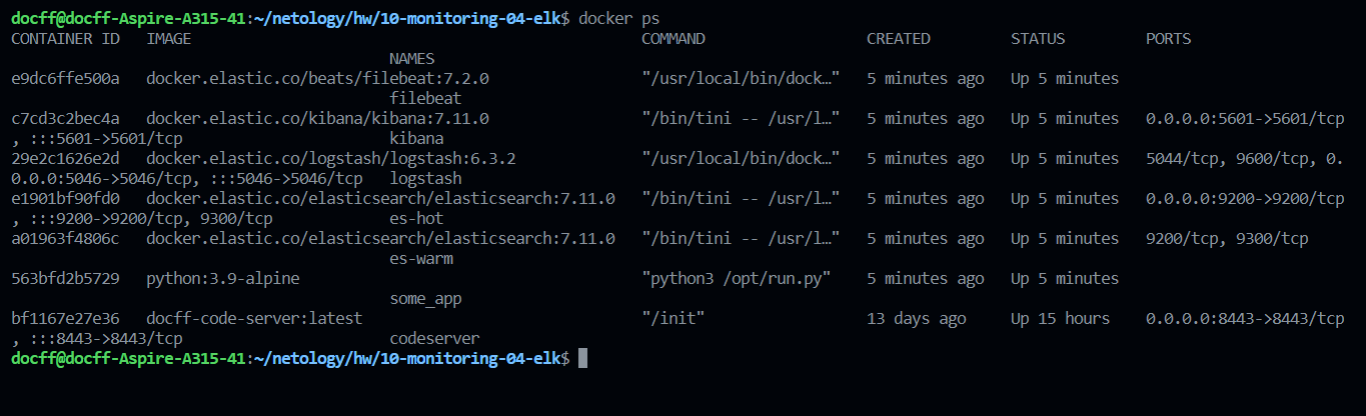 docff@docff-Aspire-A315-41:~/netology/hw/10-monitoring-04-elk$ docker ps
CONTAINER ID   IMAGE                                                  COMMAND                  CREATED         STATUS         PORTS
                                          NAMES
e9dc6ffe500a   docker.elastic.co/beats/filebeat:7.2.0                 "/usr/local/bin/dock…"   5 minutes ago   Up 5 minutes
                                          filebeat
c7cd3c2bec4a   docker.elastic.co/kibana/kibana:7.11.0                 "/bin/tini -- /usr/l…"   5 minutes ago   Up 5 minutes   0.0.0.0:5601->5601/tcp
, :::5601->5601/tcp                       kibana
29e2c1626e2d   docker.elastic.co/logstash/logstash:6.3.2              "/usr/local/bin/dock…"   5 minutes ago   Up 5 minutes   5044/tcp, 9600/tcp, 0.
0.0.0:5046->5046/tcp, :::5046->5046/tcp   logstash
e1901bf90fd0   docker.elastic.co/elasticsearch/elasticsearch:7.11.0   "/bin/tini -- /usr/l…"   5 minutes ago   Up 5 minutes   0.0.0.0:9200->9200/tcp
, :::9200->9200/tcp, 9300/tcp             es-hot
a01963f4806c   docker.elastic.co/elasticsearch/elasticsearch:7.11.0   "/bin/tini -- /usr/l…"   5 minutes ago   Up 5 minutes   9200/tcp, 9300/tcp
                                          es-warm
563bfd2b5729   python:3.9-alpine                                      "python3 /opt/run.py"    5 minutes ago   Up 5 minutes
                                          some_app
bf1167e27e36   docff-code-server:latest                               "/init"                  13 days ago     Up 15 hours    0.0.0.0:8443->8443/tcp
, :::8443->8443/tcp                       codeserver
docff@docff-Aspire-A315-41:~/netology/hw/10-monitoring-04-elk$